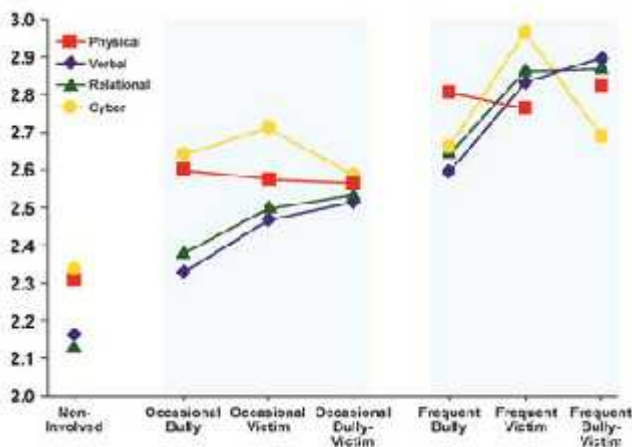 3.0
2.9
2.8
2.7
2.6
2.5
2.4
2.3
2.2
2.1
2.0
Physical
Verbal
Relational
Cyber
Non-
Involved
Occasional
Bully
Occasional
Victim
Occasional
Bully-
Victim
Frequent
Bully
Frequent
Victim
Frequent
Bully-
Victim